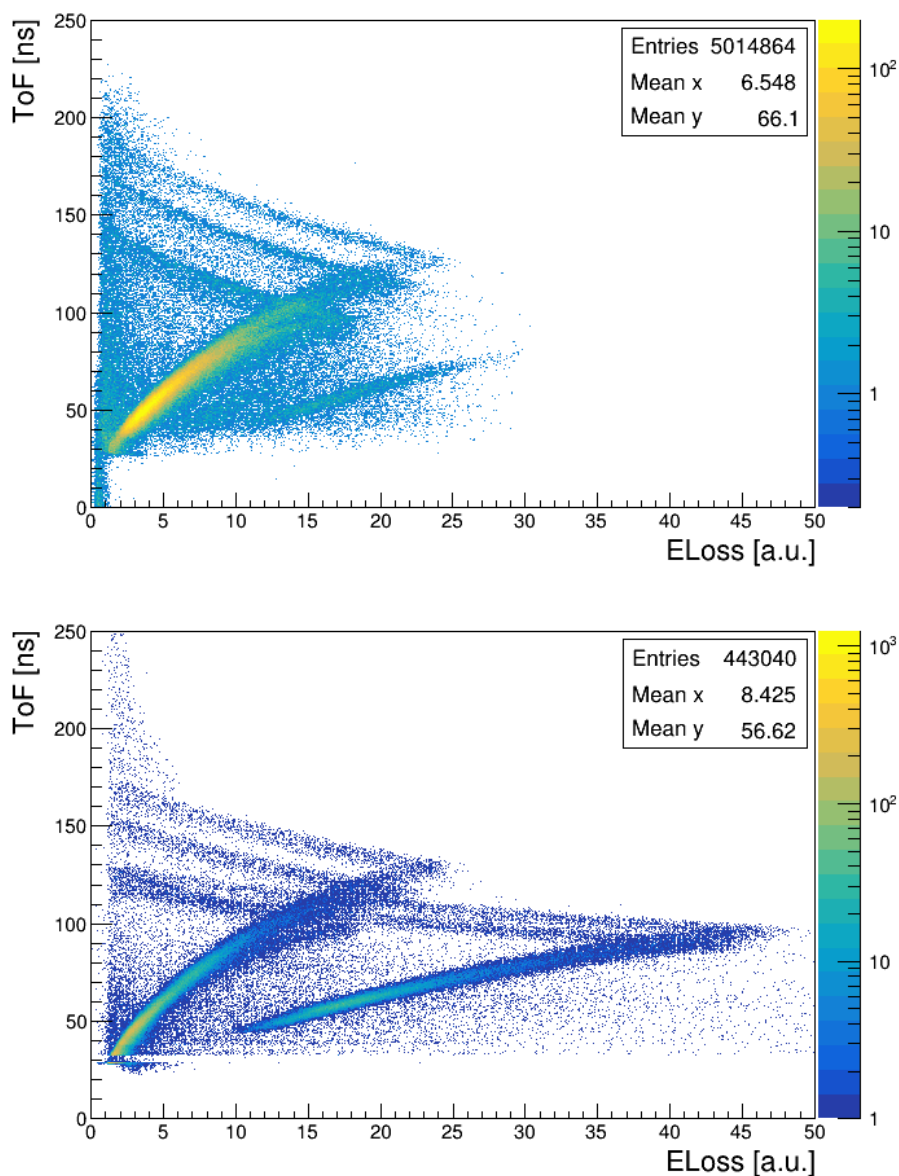 ToF [ns]
250
200
150
100
50
0
Entries 5014864
Mean x 6.548
Mean y 66.1
10²
10
1
0 5 10 15 20 25 30 35 40 45 50
ELoss [a.u.]
ToF [ns]
250
200
150
100
50
0
Entries 443040
Mean x 8.425
Mean y 56.62
10³
10²
10
1
0 5 10 15 20 25 30 35 40 45 50
ELoss [a.u.]